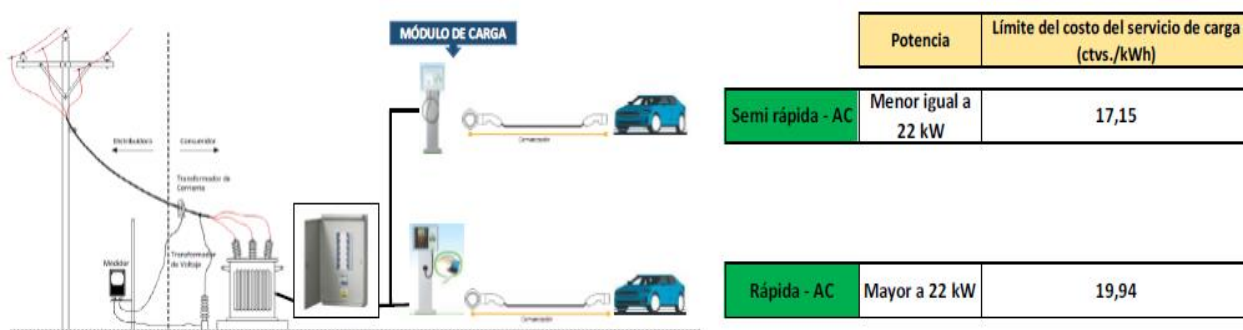 MÓDULO DE CARGA
Distribuidora
Consumidor
Transformador de
Corriente
Transformador
de Voltaje
Medidor
Comunicación
Comunicación
Potencia
Límite del costo del servicio de carga
(ctvs./kWh)
Semi rápida - AC
Menor igual a
22 kW
17,15
Rápida - AC
Mayor a 22 kW
19,94